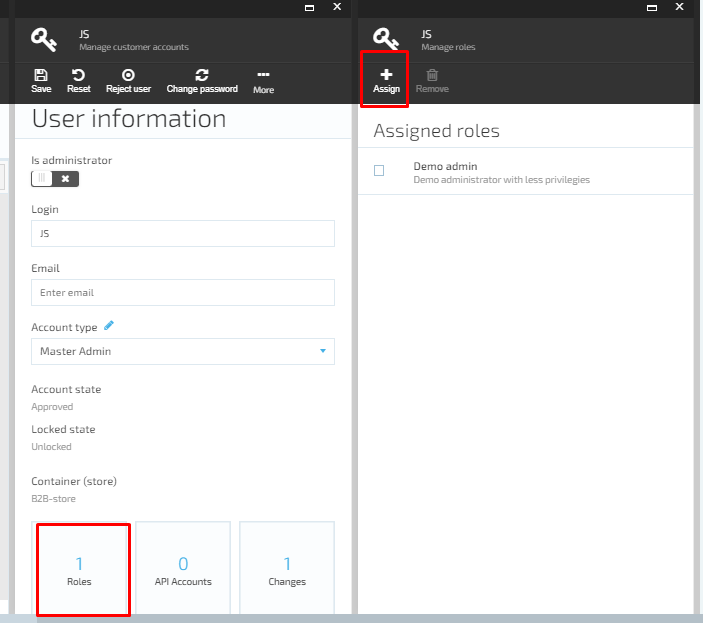 JS
Manage customer accounts
Save Reset Reject user Change password More
User information
Is administrator
Login
JS
Email
Enter email
Account type
Master Admin
Account state
Approved
Locked state
Unlocked
Container (store)
B2B-store
1 0 1
Roles API Accounts Changes
JS
Manage roles
Assign Remove
Assigned roles
Demo admin
Demo administrator with less privilegies